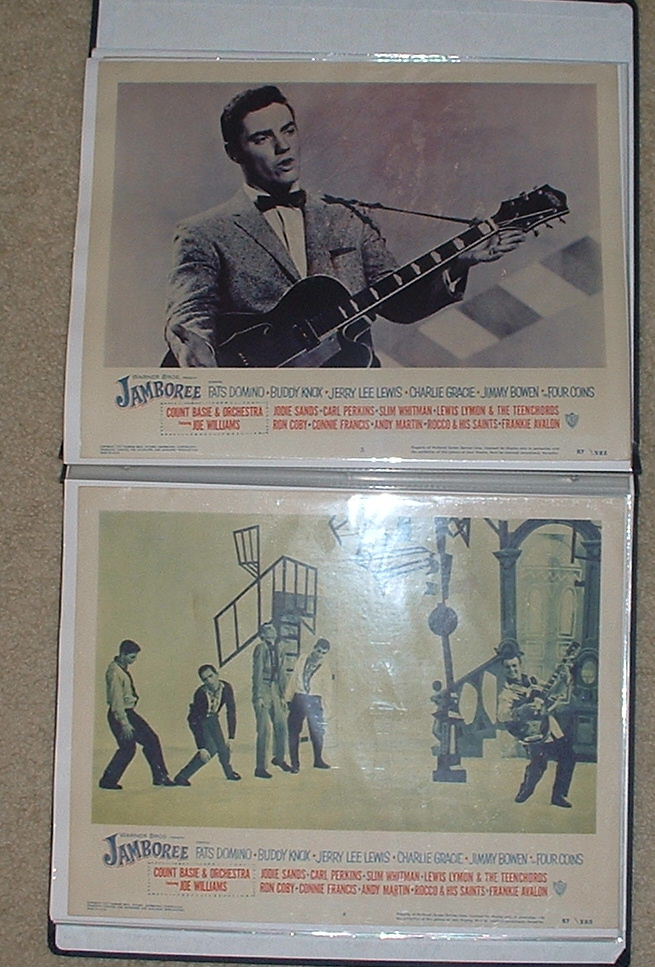 WARNER BROS. PRESENTS
JAMBOREE
FATS DOMINO • BUDDY KNOX • JERRY LEE LEWIS • CHARLIE GRACIE • JIMMY BOWEN • FOUR COINS
COUNT BASIE & ORCHESTRA
Featuring JOE WILLIAMS
JODIE SANDS • CARL PERKINS • SLIM WHITMAN • LEWIS LYMON & THE TEENCHORDS
RON COBY • CONNIE FRANCIS • ANDY MARTIN • ROCCO & HIS SAINTS • FRANKIE AVALON
WARNER BROS. PRESENTS
JAMBOREE
FATS DOMINO • BUDDY KNOX • JERRY LEE LEWIS • CHARLIE GRACIE • JIMMY BOWEN • FOUR COINS
COUNT BASIE & ORCHESTRA
Featuring JOE WILLIAMS
JODIE SANDS • CARL PERKINS • SLIM WHITMAN • LEWIS LYMON & THE TEENCHORDS
RON COBY • CONNIE FRANCIS • ANDY MARTIN • ROCCO & HIS SAINTS • FRANKIE AVALON